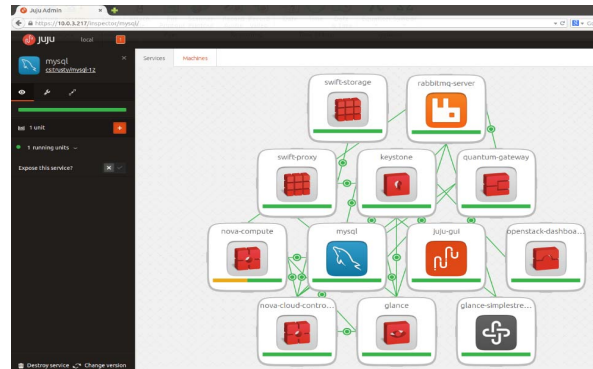 Juju Admin
https://10.0.3.217/inspector/mysql/
juju
local
mysql
cs:trusty/mysql-12
1 unit
1 running units
Expose this service?
Destroy service
Change version
Services
Machines
swift-storage
rabbitmq-server
swift-proxy
keystone
quantum-gateway
nova-compute
mysql
juju-gui
openstack-dashboa...
nova-cloud-contro...
glance
glance-simplestre...